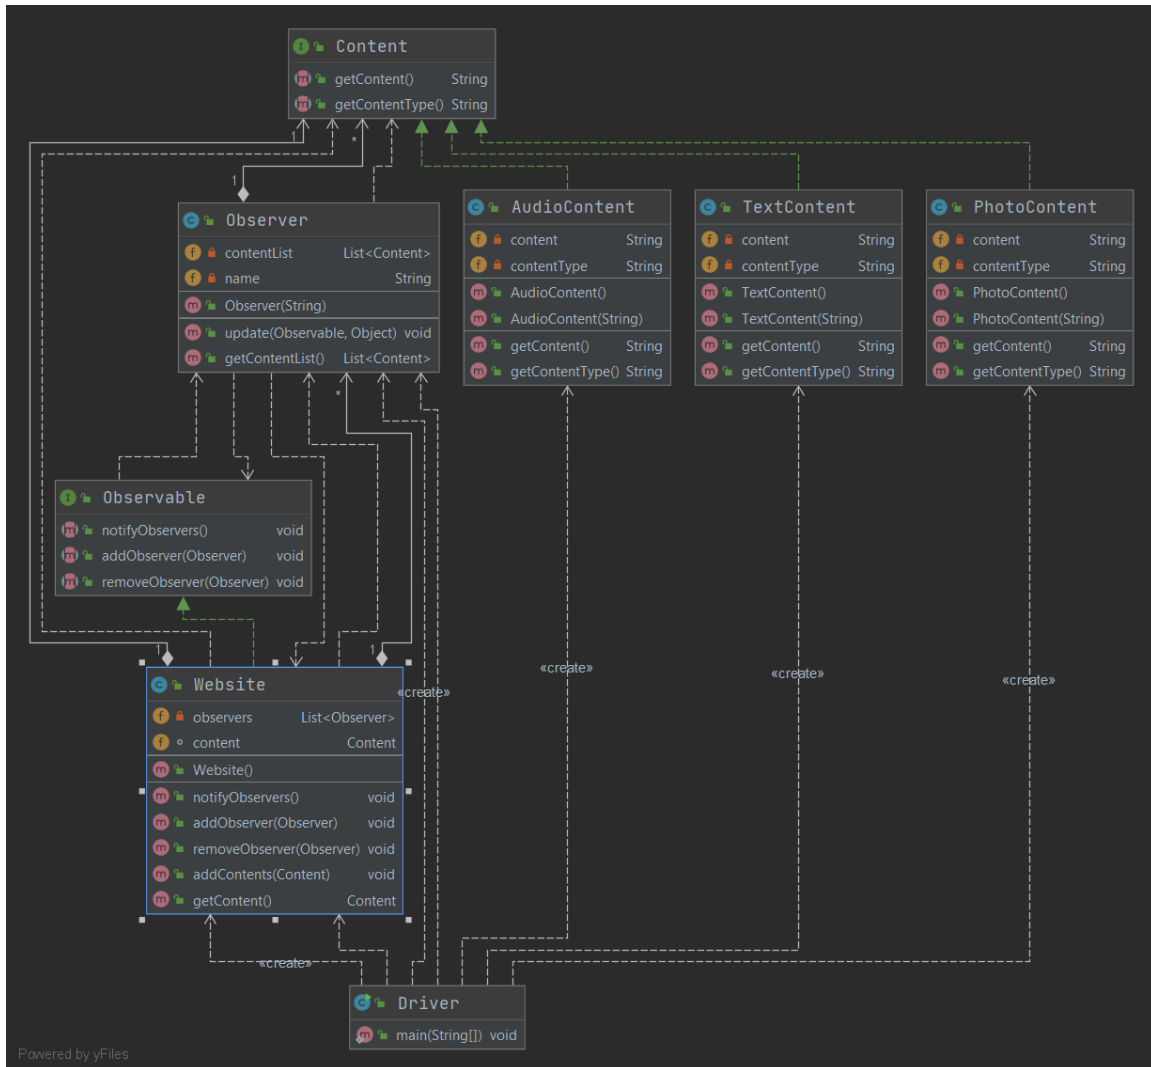 Content
getContent() String
getContentType() String
1
*
1
Observer
contentList List<Content>
name String
Observer(String)
update(Observable, Object) void
getContentList() List<Content>
AudioContent
content String
contentType String
AudioContent()
AudioContent(String)
getContent() String
getContentType() String
TextContent
content String
contentType String
TextContent()
TextContent(String)
getContent() String
getContentType() String
PhotoContent
content String
contentType String
PhotoContent()
PhotoContent(String)
getContent() String
getContentType() String
*
Observable
notifyObservers() void
addObserver(Observer) void
removeObserver(Observer) void
1
1
Website
observers List<Observer>
content Content
Website()
notifyObservers() void
addObserver(Observer) void
removeObserver(Observer) void
addContents(Content) void
getContent() Content
«create»
«create»
«create»
«create»
«create»
Driver
main(String[]) void
Powered by yFiles